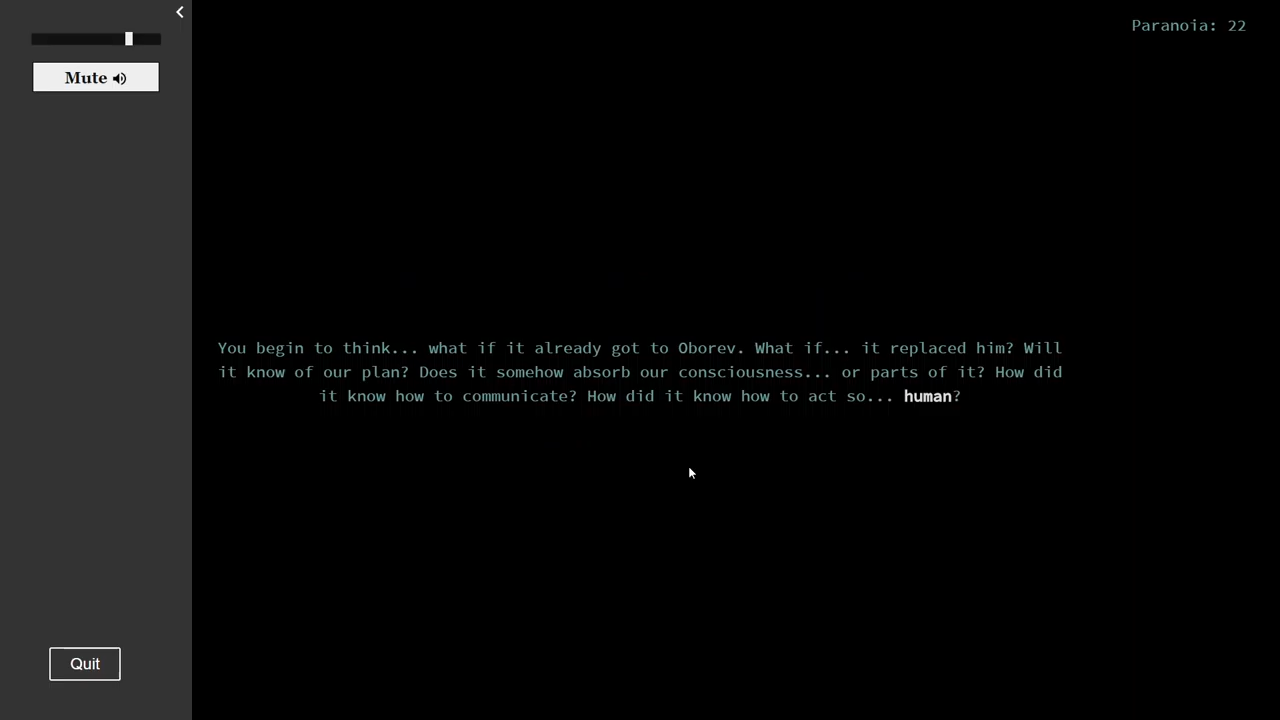 Paranoia: 22
Mute
You begin to think... what if it already got to Oborev. What if... it replaced him? Will
it know of our plan? Does it somehow absorb our consciousness... or parts of it? How did
it know how to communicate? How did it know how to act so... human?
Quit